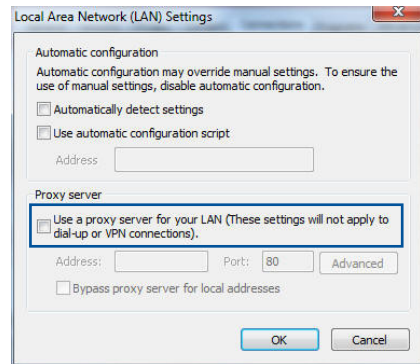 Local Area Network (LAN) Settings
Automatic configuration
Automatic configuration may override manual settings. To ensure the
use of manual settings, disable automatic configuration.
Automatically detect settings
Use automatic configuration script
Address
Proxy server
Use a proxy server for your LAN (These settings will not apply to
dial-up or VPN connections).
Address: Port: 80 Advanced
Bypass proxy server for local addresses
OK Cancel